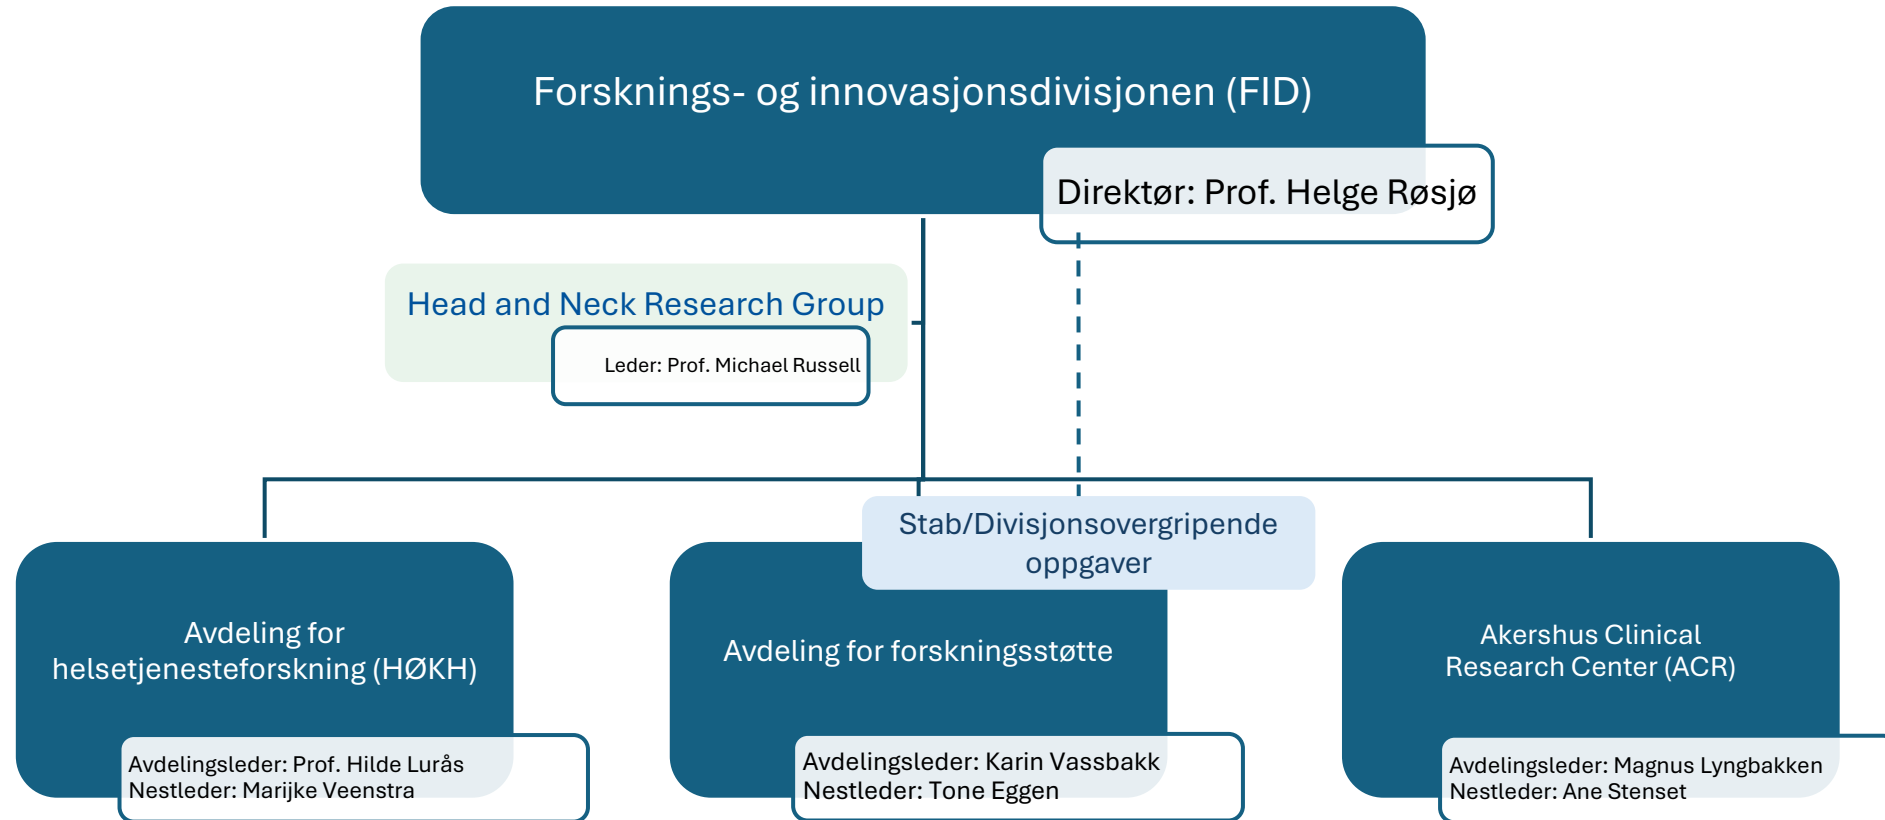 Forsknings- og innovasjonsdivisjonen (FID)
Direktør: Prof. Helge Røsjø
Head and Neck Research Group
Leder: Prof. Michael Russell
Stab/Divisjonsovergripende
oppgaver
Avdeling for
helsetjenesteforskning (HØKH)
Avdelingsleder: Prof. Hilde Lurås
Nestleder: Marijke Veenstra
Avdeling for forskningsstøtte
Avdelingsleder: Karin Vassbakk
Nestleder: Tone Eggen
Akershus Clinical
Research Center (ACR)
Avdelingsleder: Magnus Lyngbakken
Nestleder: Ane Stenset